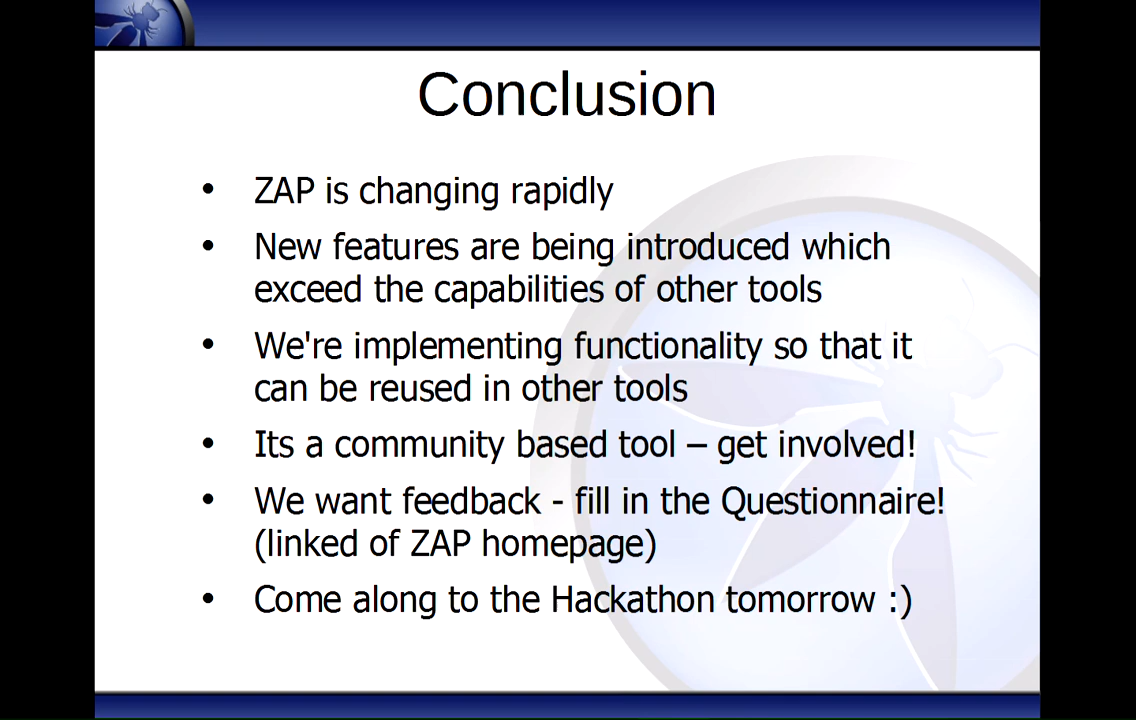 Conclusion
• ZAP is changing rapidly
• New features are being introduced which
exceed the capabilities of other tools
• We're implementing functionality so that it
can be reused in other tools
• Its a community based tool – get involved!
• We want feedback - fill in the Questionnaire!
(linked of ZAP homepage)
• Come along to the Hackathon tomorrow :)